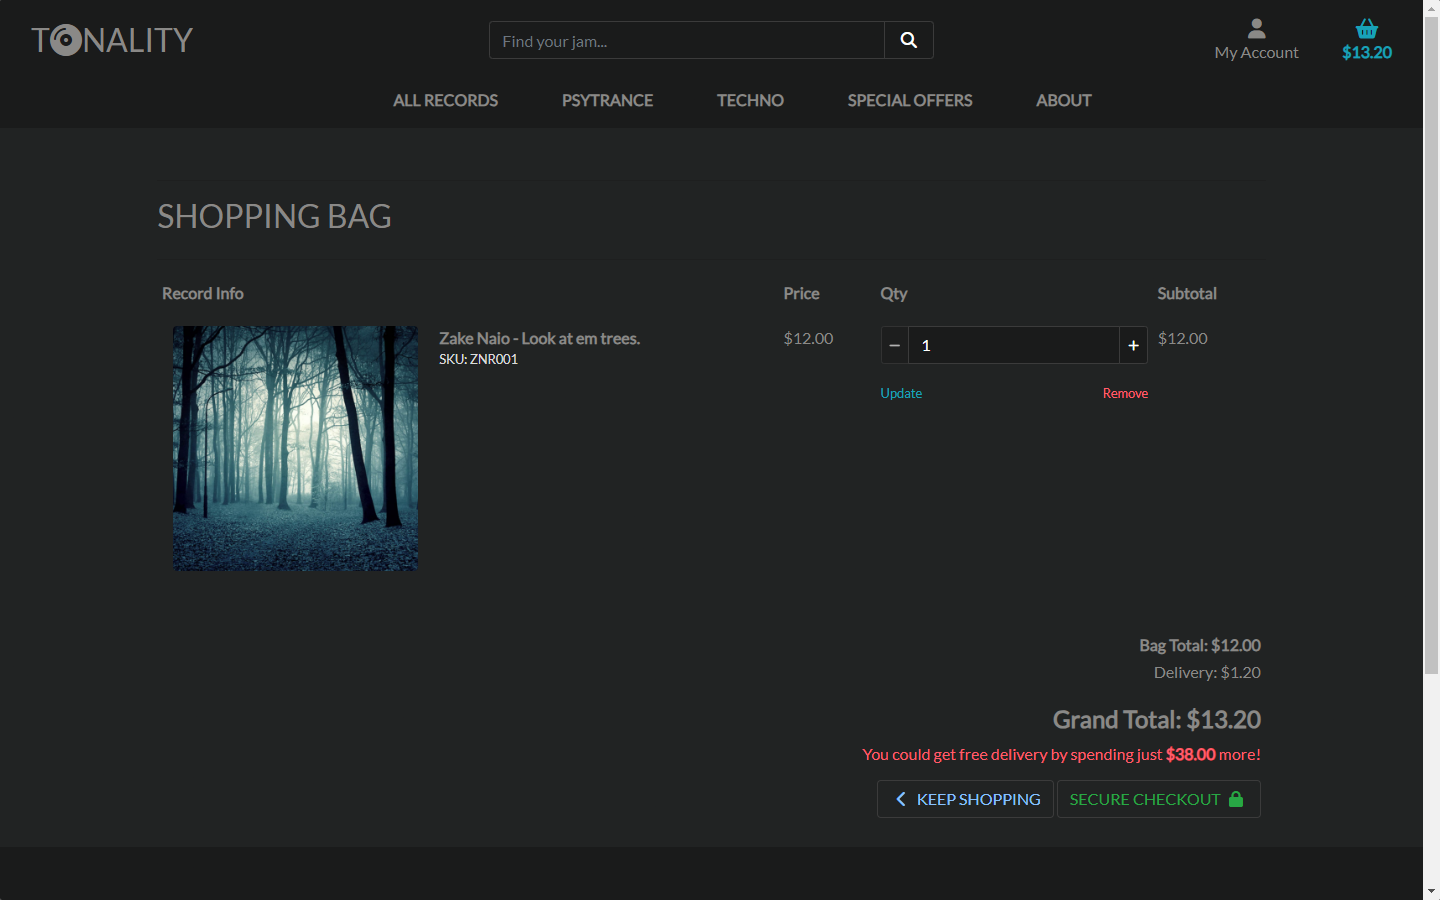 TONALITY
Find your jam...
My Account
$13.20
ALL RECORDS PSYTRANCE TECHNO SPECIAL OFFERS ABOUT
SHOPPING BAG
Record Info Price Qty Subtotal
Zake Naio - Look at em trees. $12.00 1 $12.00
SKU: ZNR001
Update Remove
Bag Total: $12.00
Delivery: $1.20
Grand Total: $13.20
You could get free delivery by spending just $38.00 more!
KEEP SHOPPING SECURE CHECKOUT